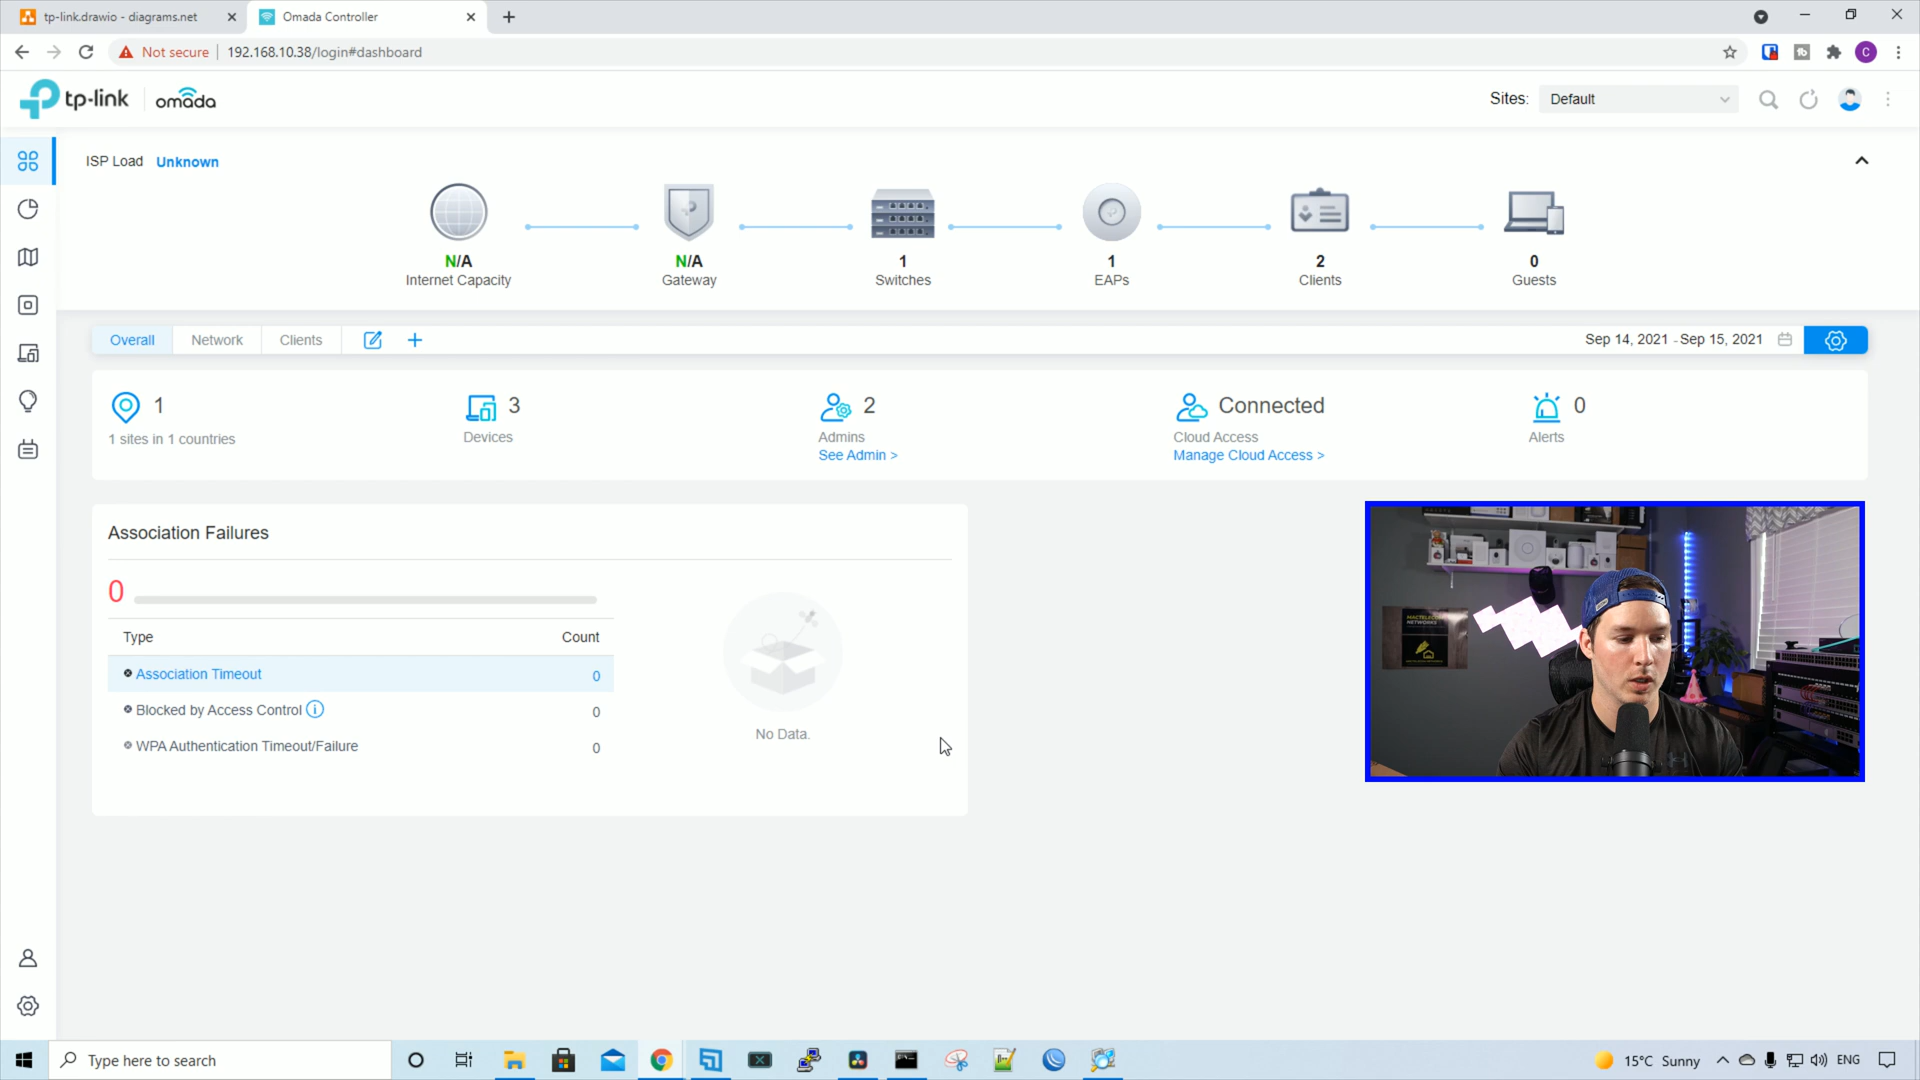 tp-link.drawio - diagrams.net
Omada Controller
Not secure
192.168.10.38/login#dashboard
C
tp-link
omada
Sites:
Default
ISP Load
Unknown
N/A
Internet Capacity
N/A
Gateway
1
Switches
1
EAPs
2
Clients
0
Guests
Overall
Network
Clients
Sep 14, 2021 - Sep 15, 2021
1
1 sites in 1 countries
3
Devices
2
Admins
See Admin >
Connected
Cloud Access
Manage Cloud Access >
0
Alerts
Association Failures
0
Type
Count
Association Timeout
0
Blocked by Access Control
0
WPA Authentication Timeout/Failure
0
No Data.
MACTELECOM
NETWORKS
Type here to search
15°C Sunny
ENG